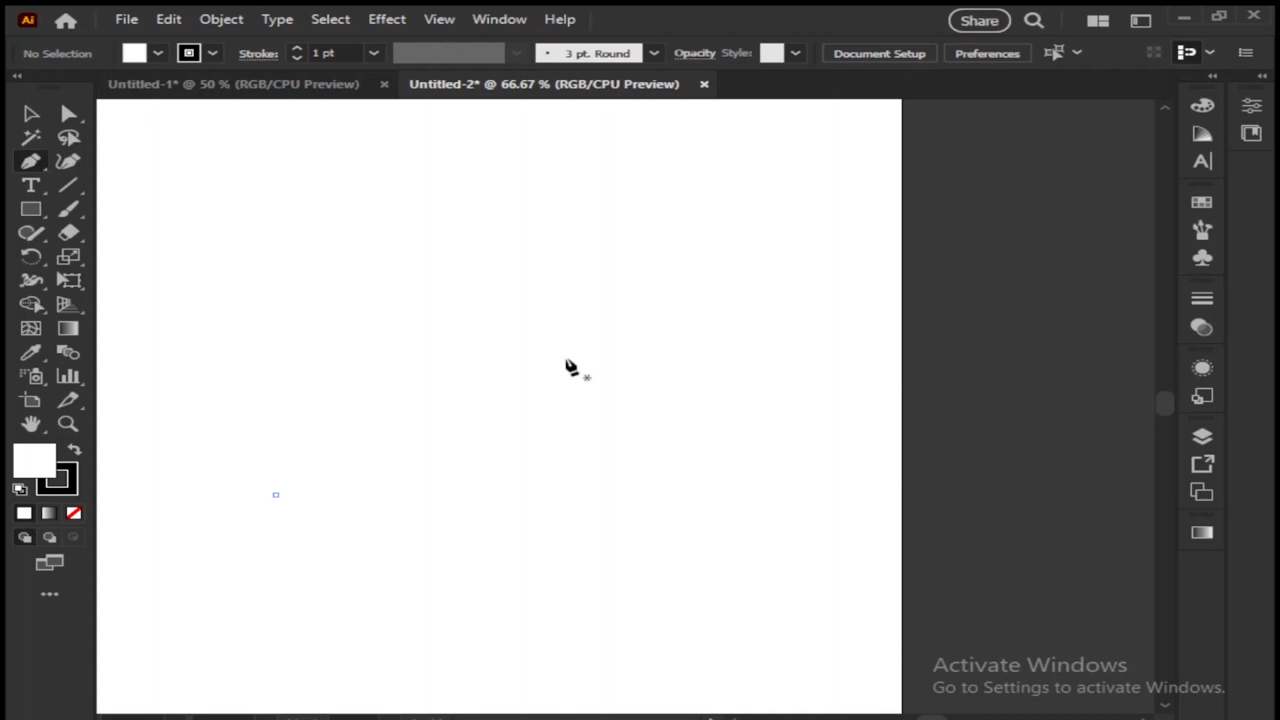 Ai File Edit Object Type Select Effect View Window Help Share
No Selection Stroke: 1 pt 3 pt. Round Opacity Style: Document Setup Preferences
Untitled-1* @ 50 % (RGB/CPU Preview) × Untitled-2* @ 66.67 % (RGB/CPU Preview) ×
Activate Windows
Go to Settings to activate Windows.